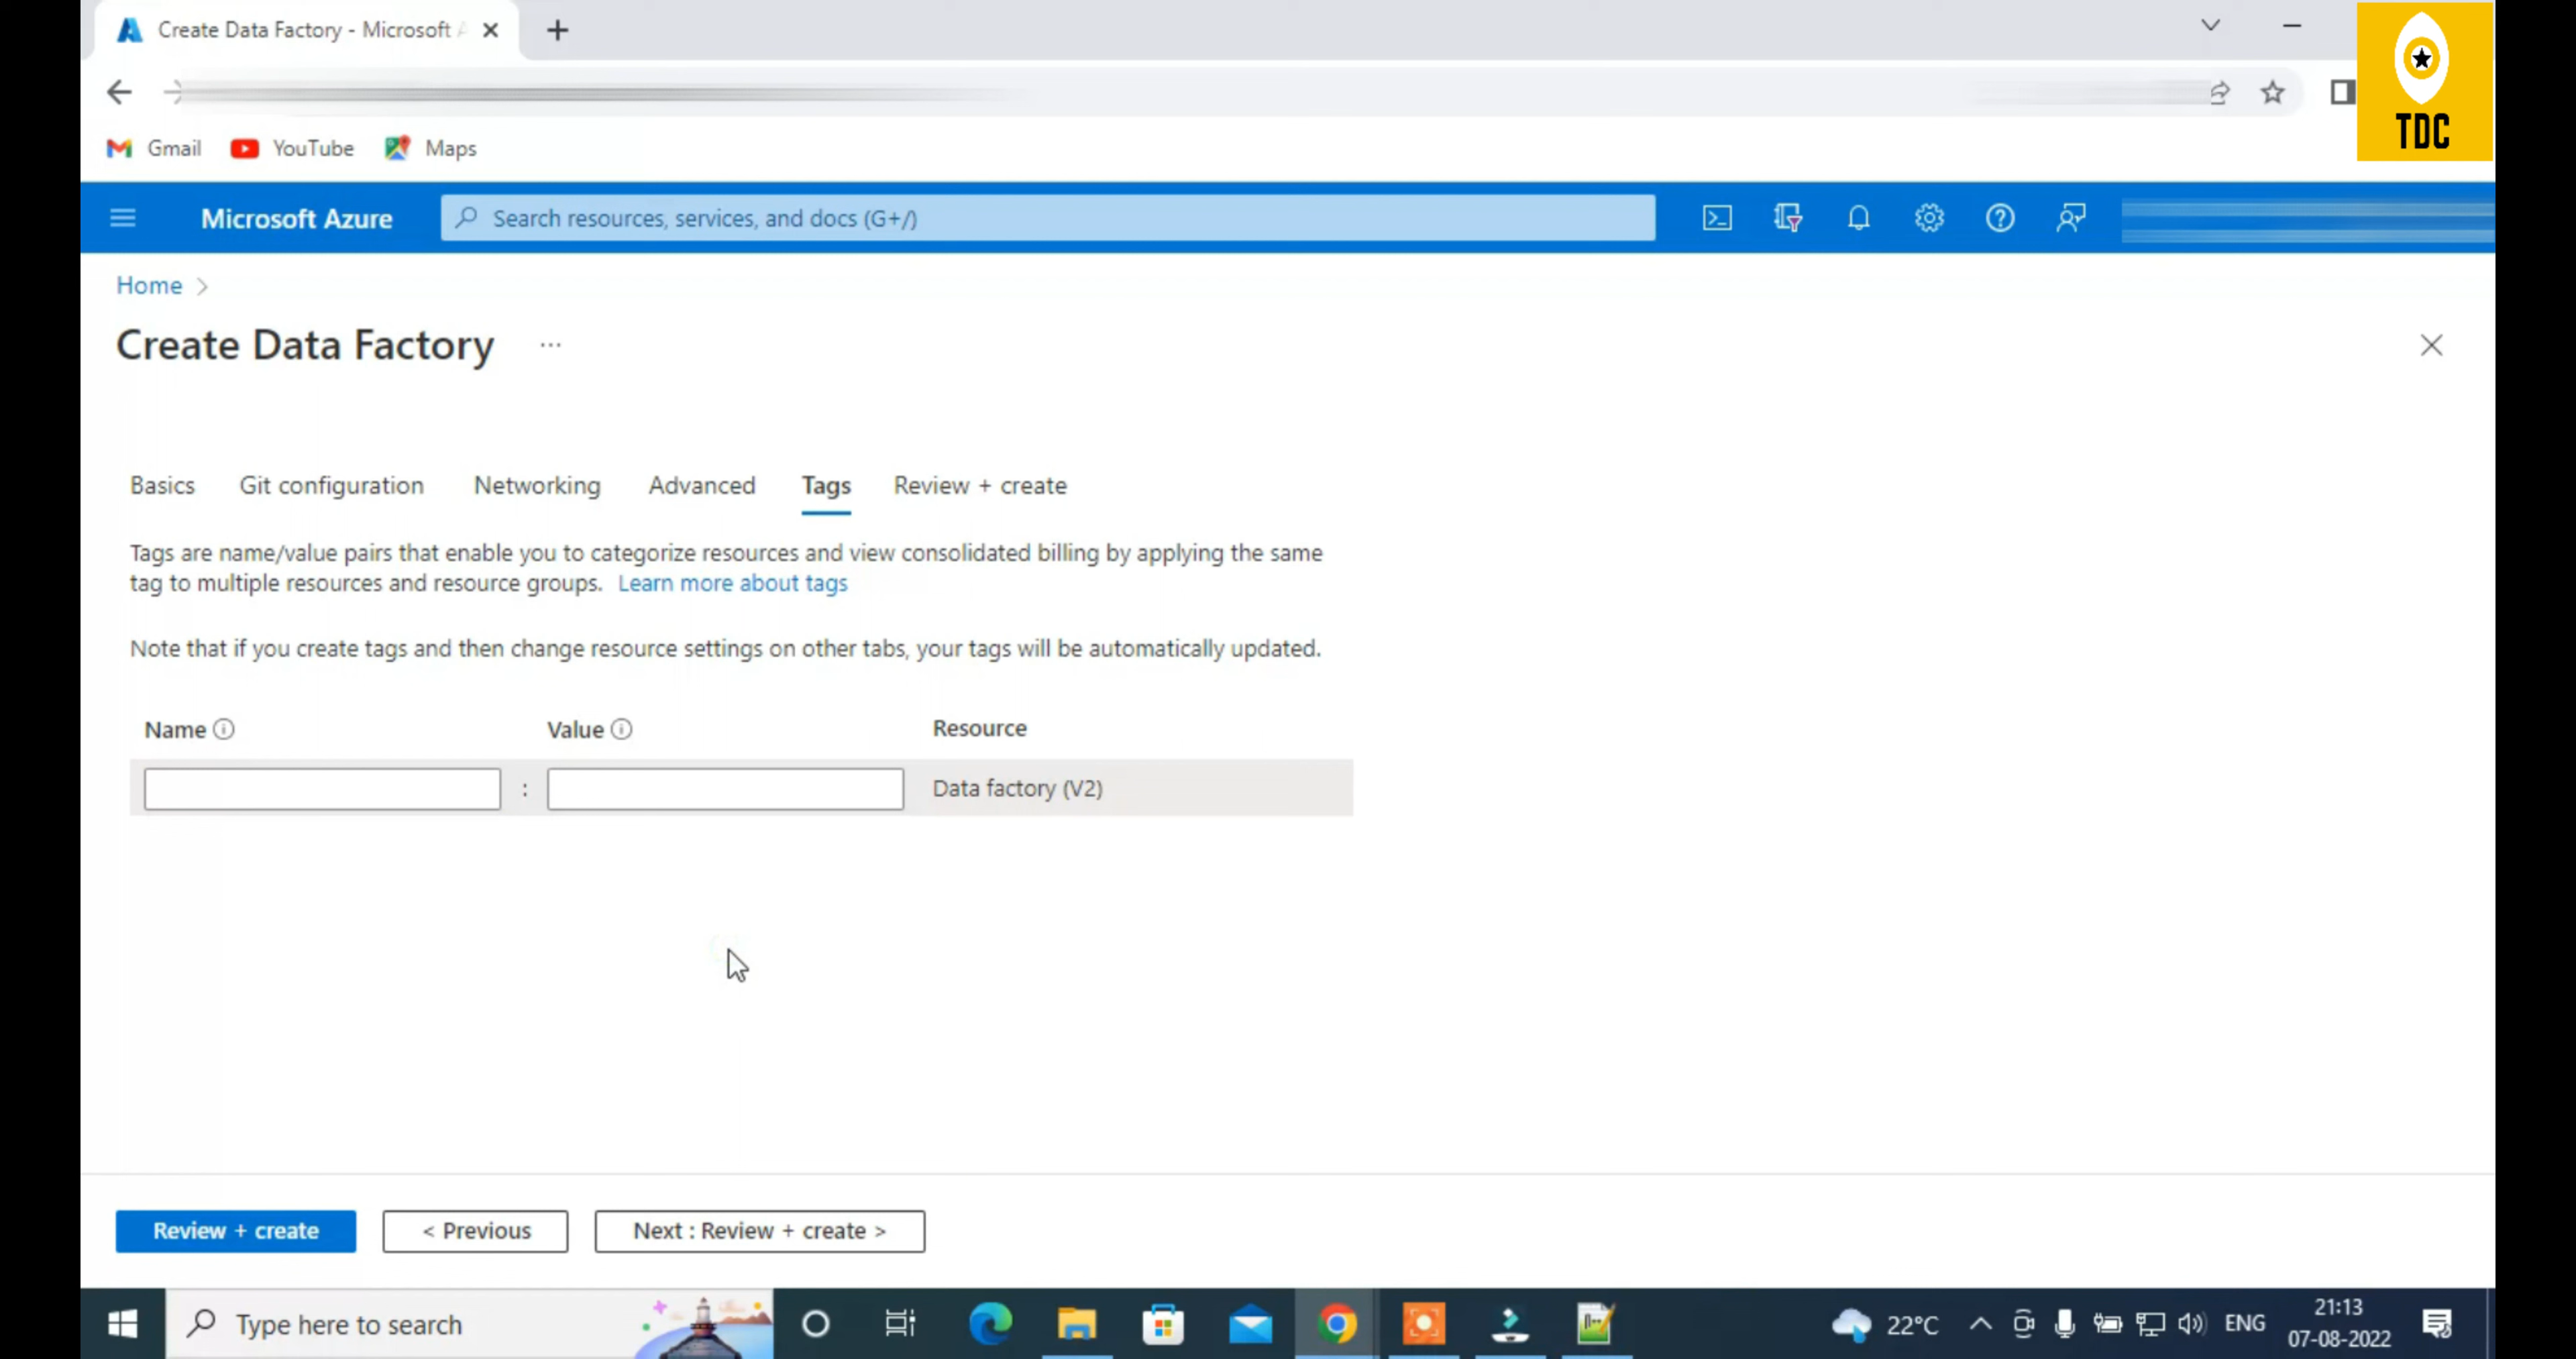 Create Data Factory - Microsoft A
TDC
Gmail
YouTube
Maps
Microsoft Azure
Search resources, services, and docs (G+/)
Home >
Create Data Factory ...
Basics Git configuration Networking Advanced Tags Review + create
Tags are name/value pairs that enable you to categorize resources and view consolidated billing by applying the same
tag to multiple resources and resource groups. Learn more about tags
Note that if you create tags and then change resource settings on other tabs, your tags will be automatically updated.
Name Value Resource
: Data factory (V2)
Review + create
< Previous
Next : Review + create >
Type here to search
22°C
ENG
21:13
07-08-2022